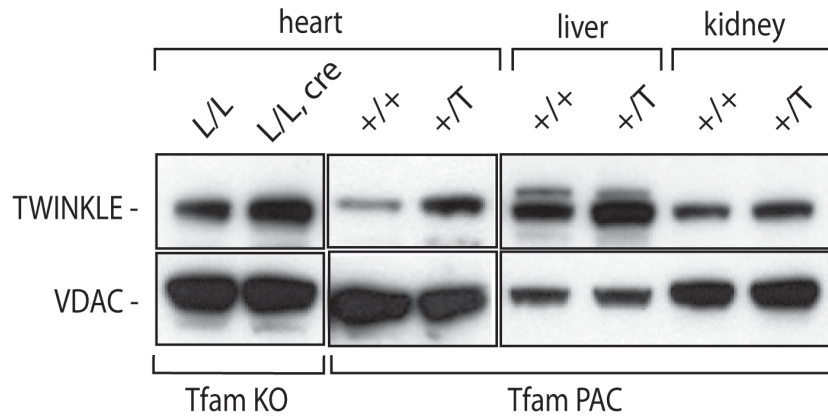 heart liver kidney
L/L L/L, cre +/+ +/T +/+ +/T +/+ +/T
TWINKLE -
VDAC -
Tfam KO Tfam PAC